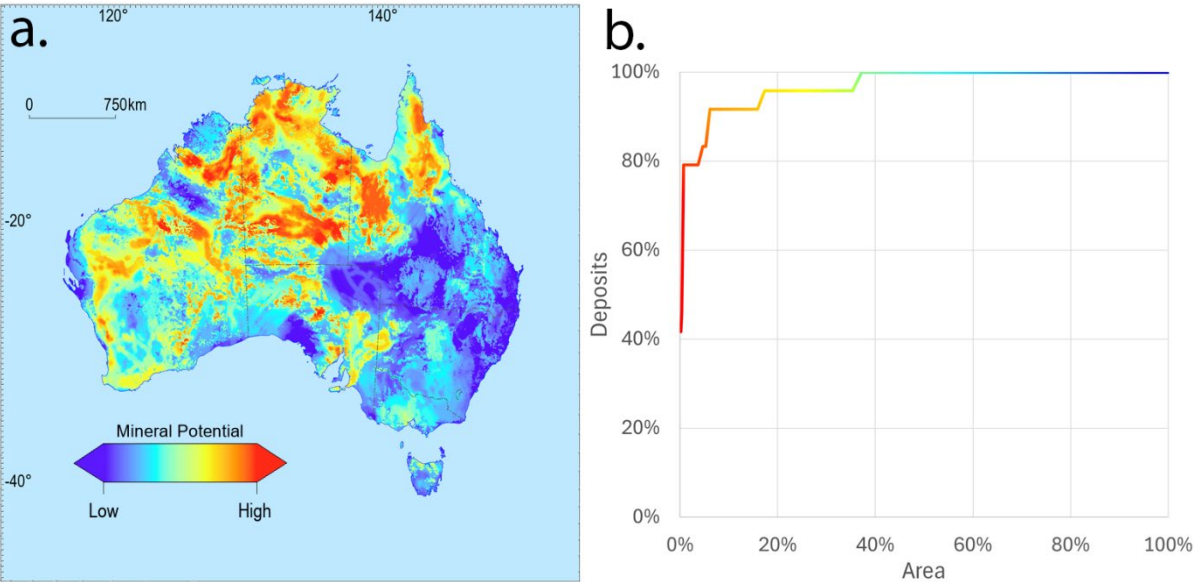 a.
120°
140°
0
750km
-20°
-40°
Mineral Potential
Low
High
b.
100%
80%
60%
40%
20%
0%
Deposits
0%
20%
40%
60%
80%
100%
Area